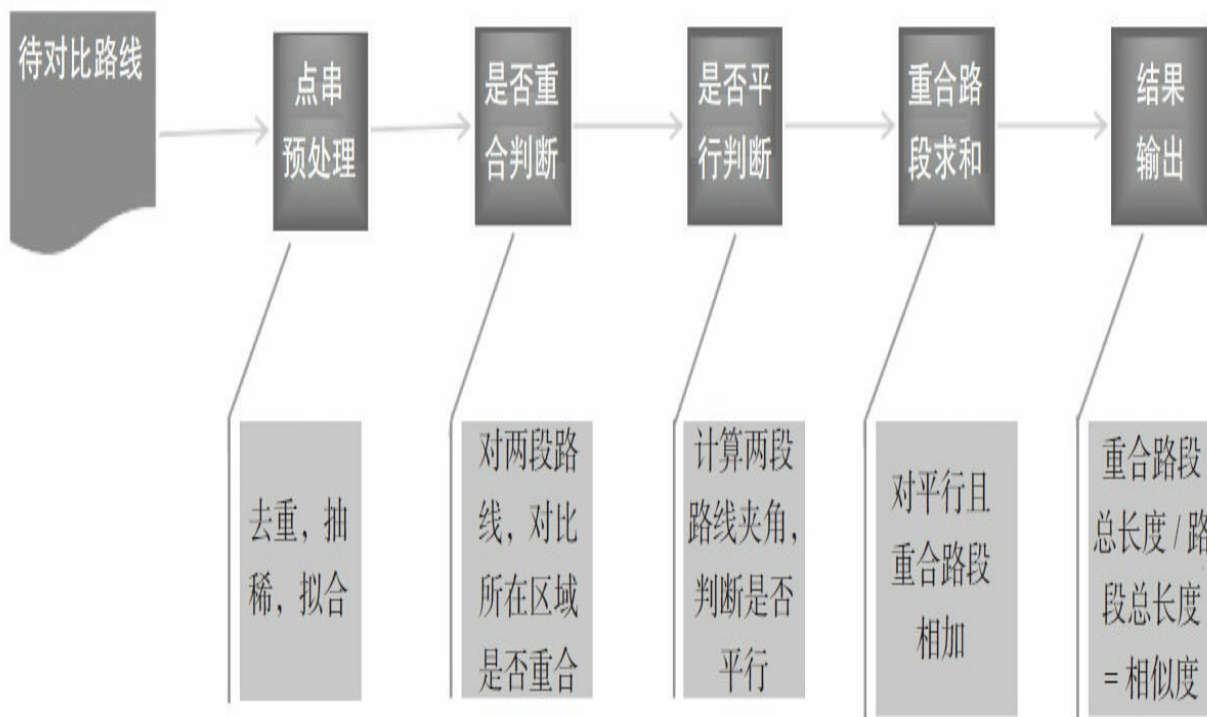 待对比路线
点串
预处理
是否重
合判断
是否平
行判断
重合路
段求和
结果
输出
去重，抽
稀，拟合
对两段路
线，对比
所在区域
是否重合
计算两段
路线夹角，
判断是否
平行
对平行且
重合路段
相加
重合路段
总长度 / 路
段总长度
= 相似度